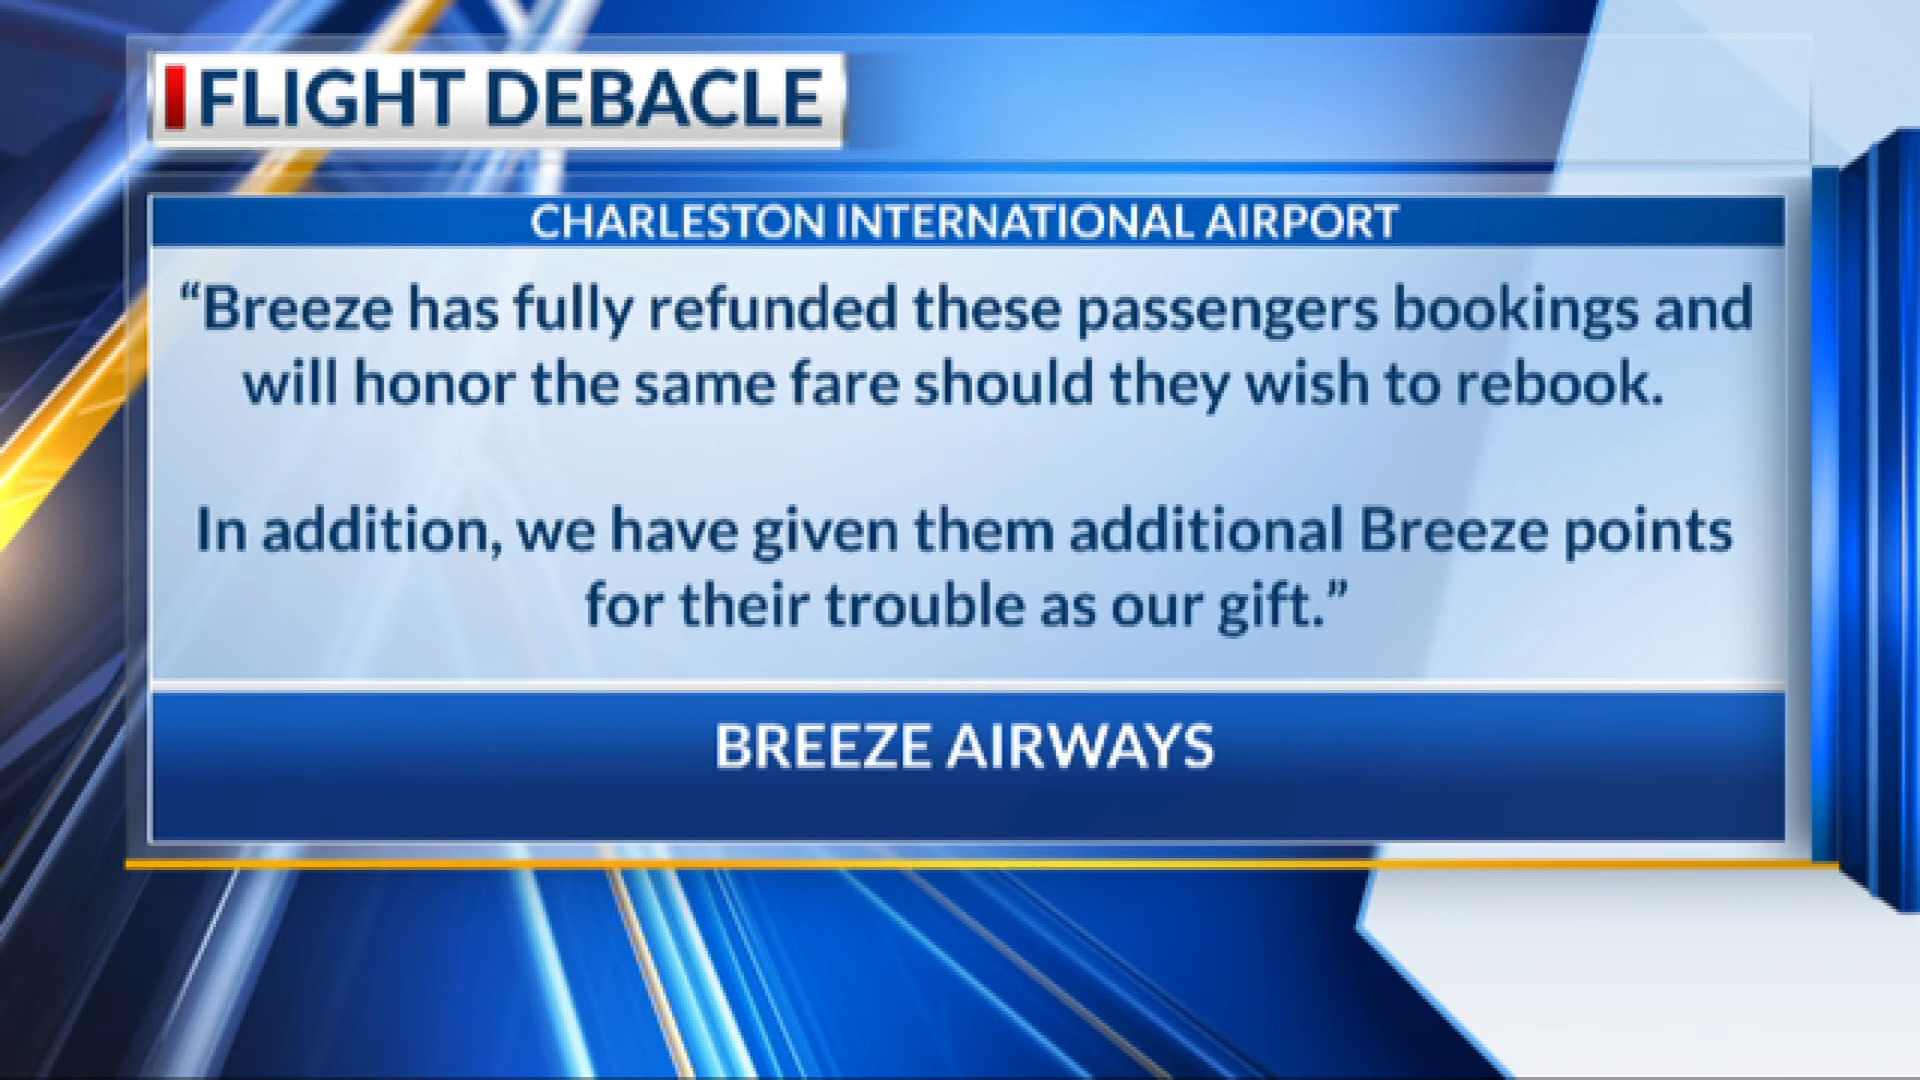 FLIGHT DEBACLE
CHARLESTON INTERNATIONAL AIRPORT
“Breeze has fully refunded these passengers bookings and
will honor the same fare should they wish to rebook.
In addition, we have given them additional Breeze points
for their trouble as our gift.”
BREEZE AIRWAYS